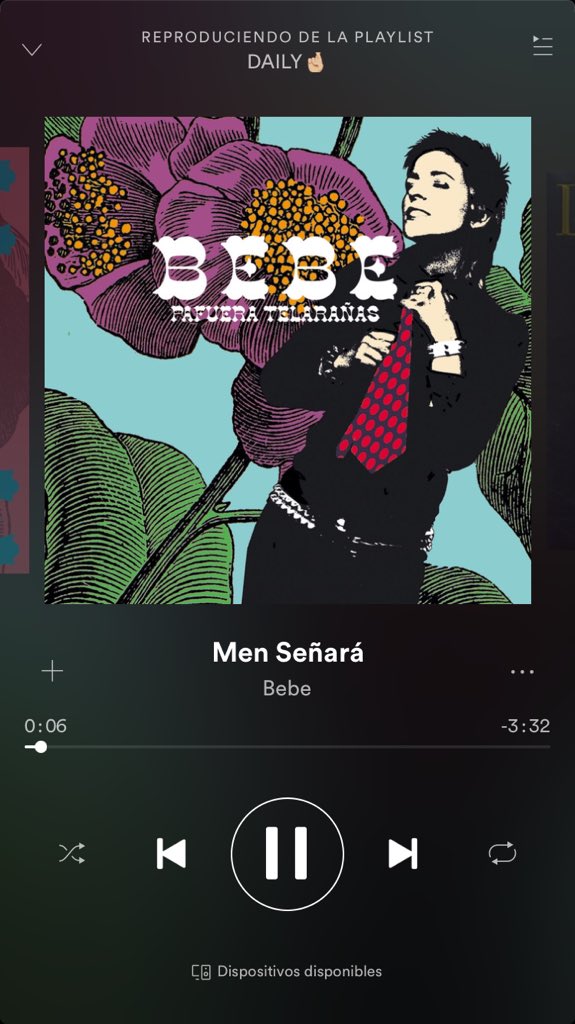 REPRODUCIENDO DE LA PLAYLIST
DAILY🤞🏼
BEBE
PAFUERA TELARAÑAS
Men Señará
Bebe
0:06
-3:32
Dispositivos disponibles